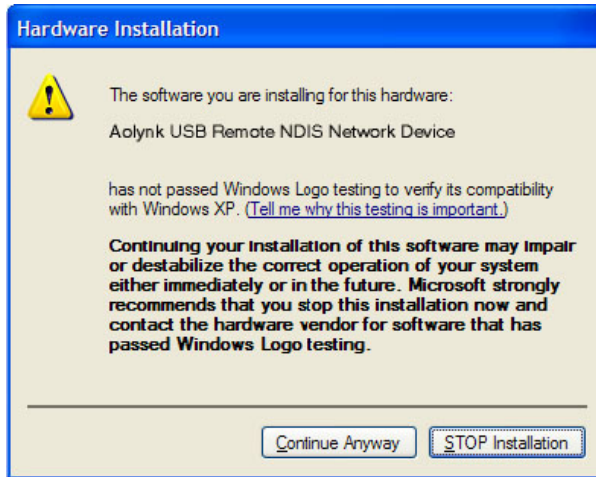 Hardware Installation
The software you are installing for this hardware:
Aolynk USB Remote NDIS Network Device
has not passed Windows Logo testing to verify its compatibility
with Windows XP. (Tell me why this testing is important.)
Continuing your installation of this software may impair
or destabilize the correct operation of your system
either immediately or in the future. Microsoft strongly
recommends that you stop this installation now and
contact the hardware vendor for software that has
passed Windows Logo testing.
Continue Anyway
STOP Installation